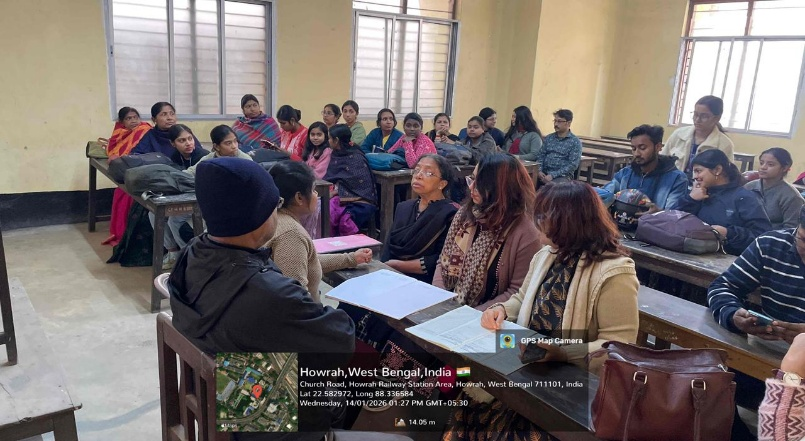 GPS Map Camera
Howrah,West Bengal,India 🇮🇳
Church Road, Howrah Railway Station Area, Howrah, West Bengal 711101, India
Lat 22.582972, Long 88.336584
Wednesday, 14/01/2026 01:27 PM GMT+05:30
14.05 m